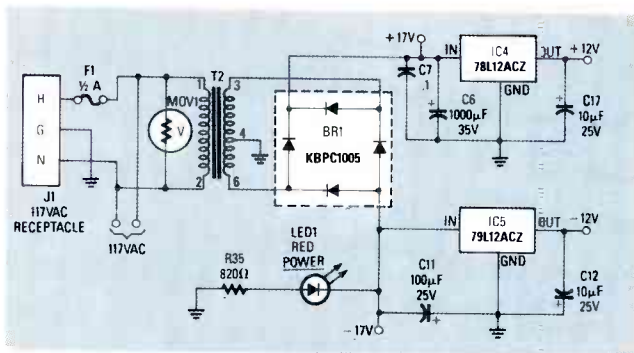 F1
½ A
H
G
N
J1
117VAC
RECEPTACLE
117VAC
MOV1
V
T2
1
2
3
4
6
BR1
KBPC1005
+17V
C7
.1
+
C6
1000µF
35V
IN
IC4
78L12ACZ
OUT
GND
+12V
+
C17
10µF
25V
R35
820Ω
LED1
RED
POWER
−17V
C11
100µF
25V
+
IN
IC5
79L12ACZ
OUT
GND
−12V
C12
10µF
25V
+